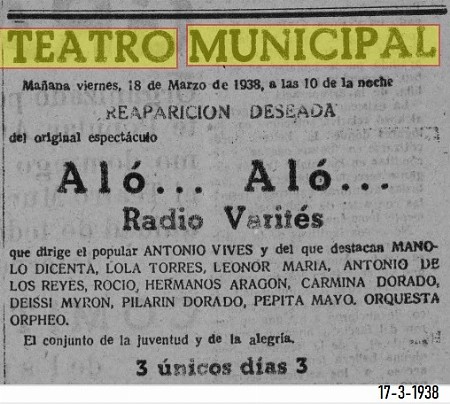 TEATRO MUNICIPAL
Mañana viernes, 18 de Marzo de 1938, a las 10 de la noche
REAPARICION DESEADA
del original espectáculo
Aló... Aló...
Radio Varités
que dirige el popular ANTONIO VIVES y del que destacan MANO-
LO DICENTA, LOLA TORRES, LEONOR MARIA, ANTONIO DE
LOS REYES, ROCIO, HERMANOS ARAGON, CARMINA DORADO,
DEISSI MYRON, PILARIN DORADO, PEPITA MAYO. ORQUESTA
ORPHEO.
El conjunto de la juventud y de la alegría.
3 únicos días 3
17-3-1938